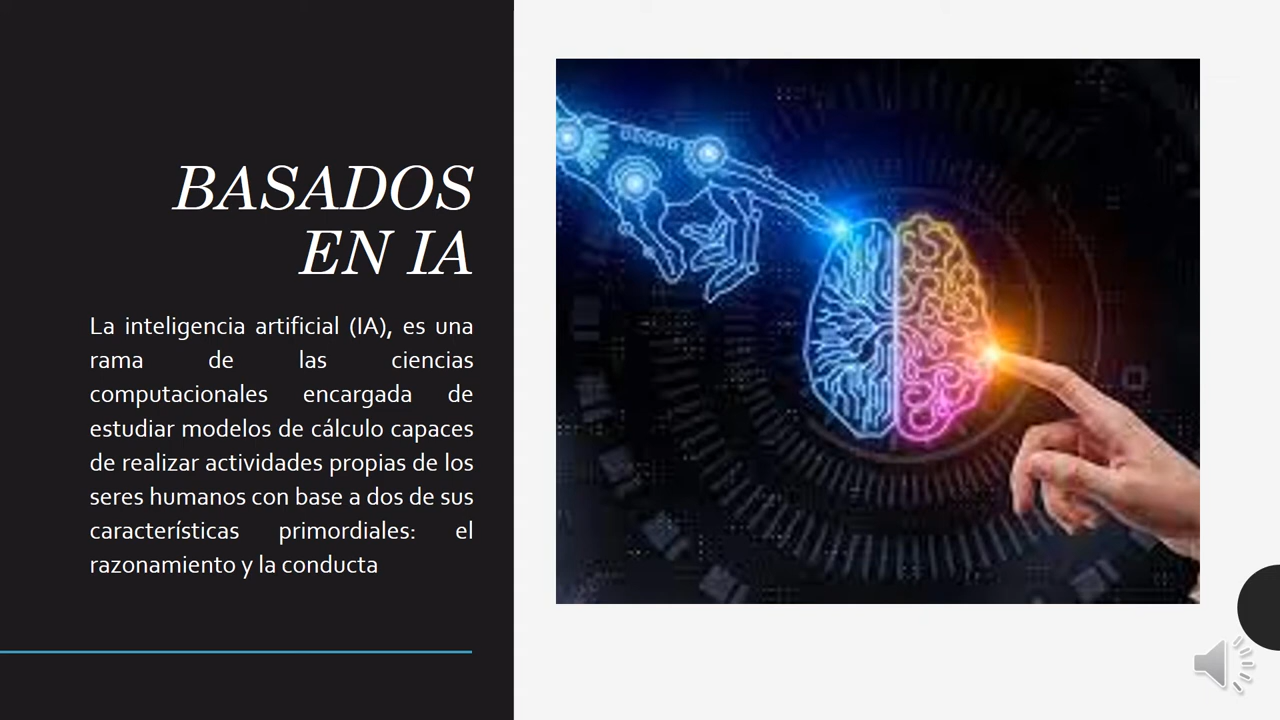 BASADOS
EN IA
La inteligencia artificial (IA), es una
rama de las ciencias
computacionales encargada de
estudiar modelos de cálculo capaces
de realizar actividades propias de los
seres humanos con base a dos de sus
características primordiales: el
razonamiento y la conducta